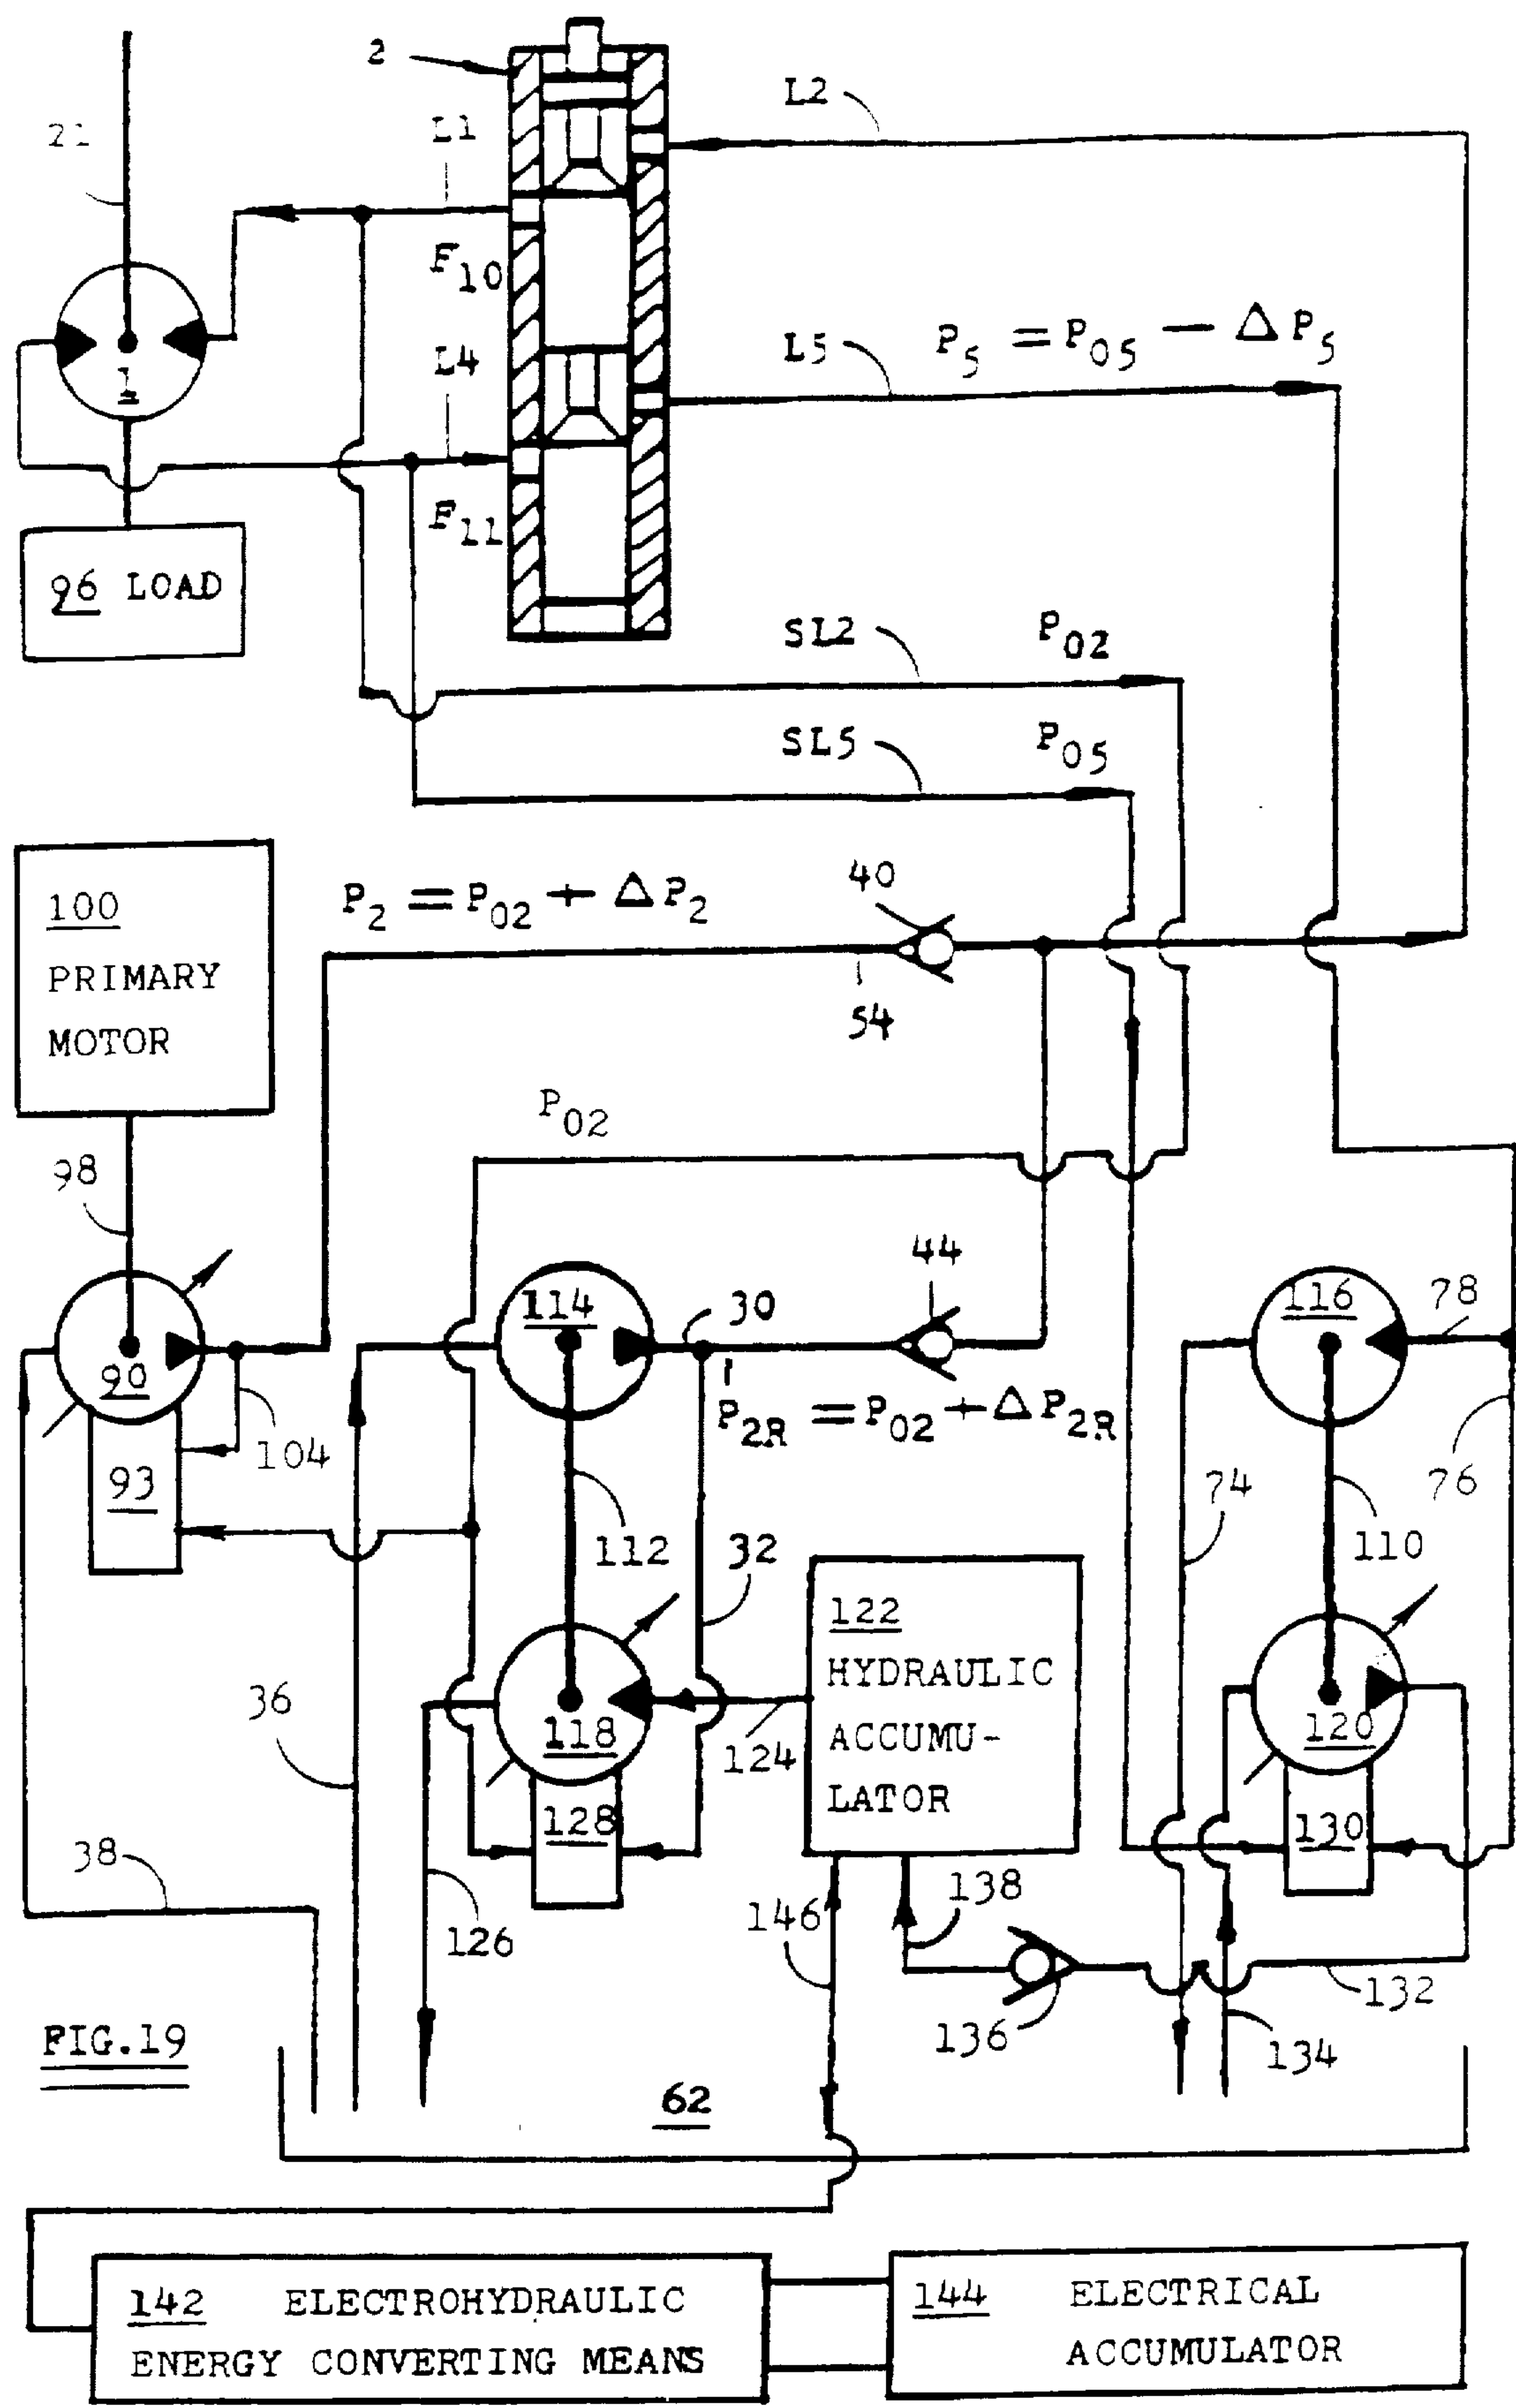 2
L2
21
L1
F10
L5
P5 = P05 — Δ P5
1
L4
F11
96 LOAD
SL2
P02
SL5
P05
100
PRIMARY
MOTOR
P2 = P02 + Δ P2
40
54
P02
98
44
114
30
116
78
90
P2R = P02 + Δ P2R
104
93
74
76
112
32
110
122
HYDRAULIC
ACCUMU-
LATOR
36
118
124
120
128
130
38
126
146
138
136
132
134
FIG.19
62
142 ELECTROHYDRAULIC
ENERGY CONVERTING MEANS
144 ELECTRICAL
ACCUMULATOR